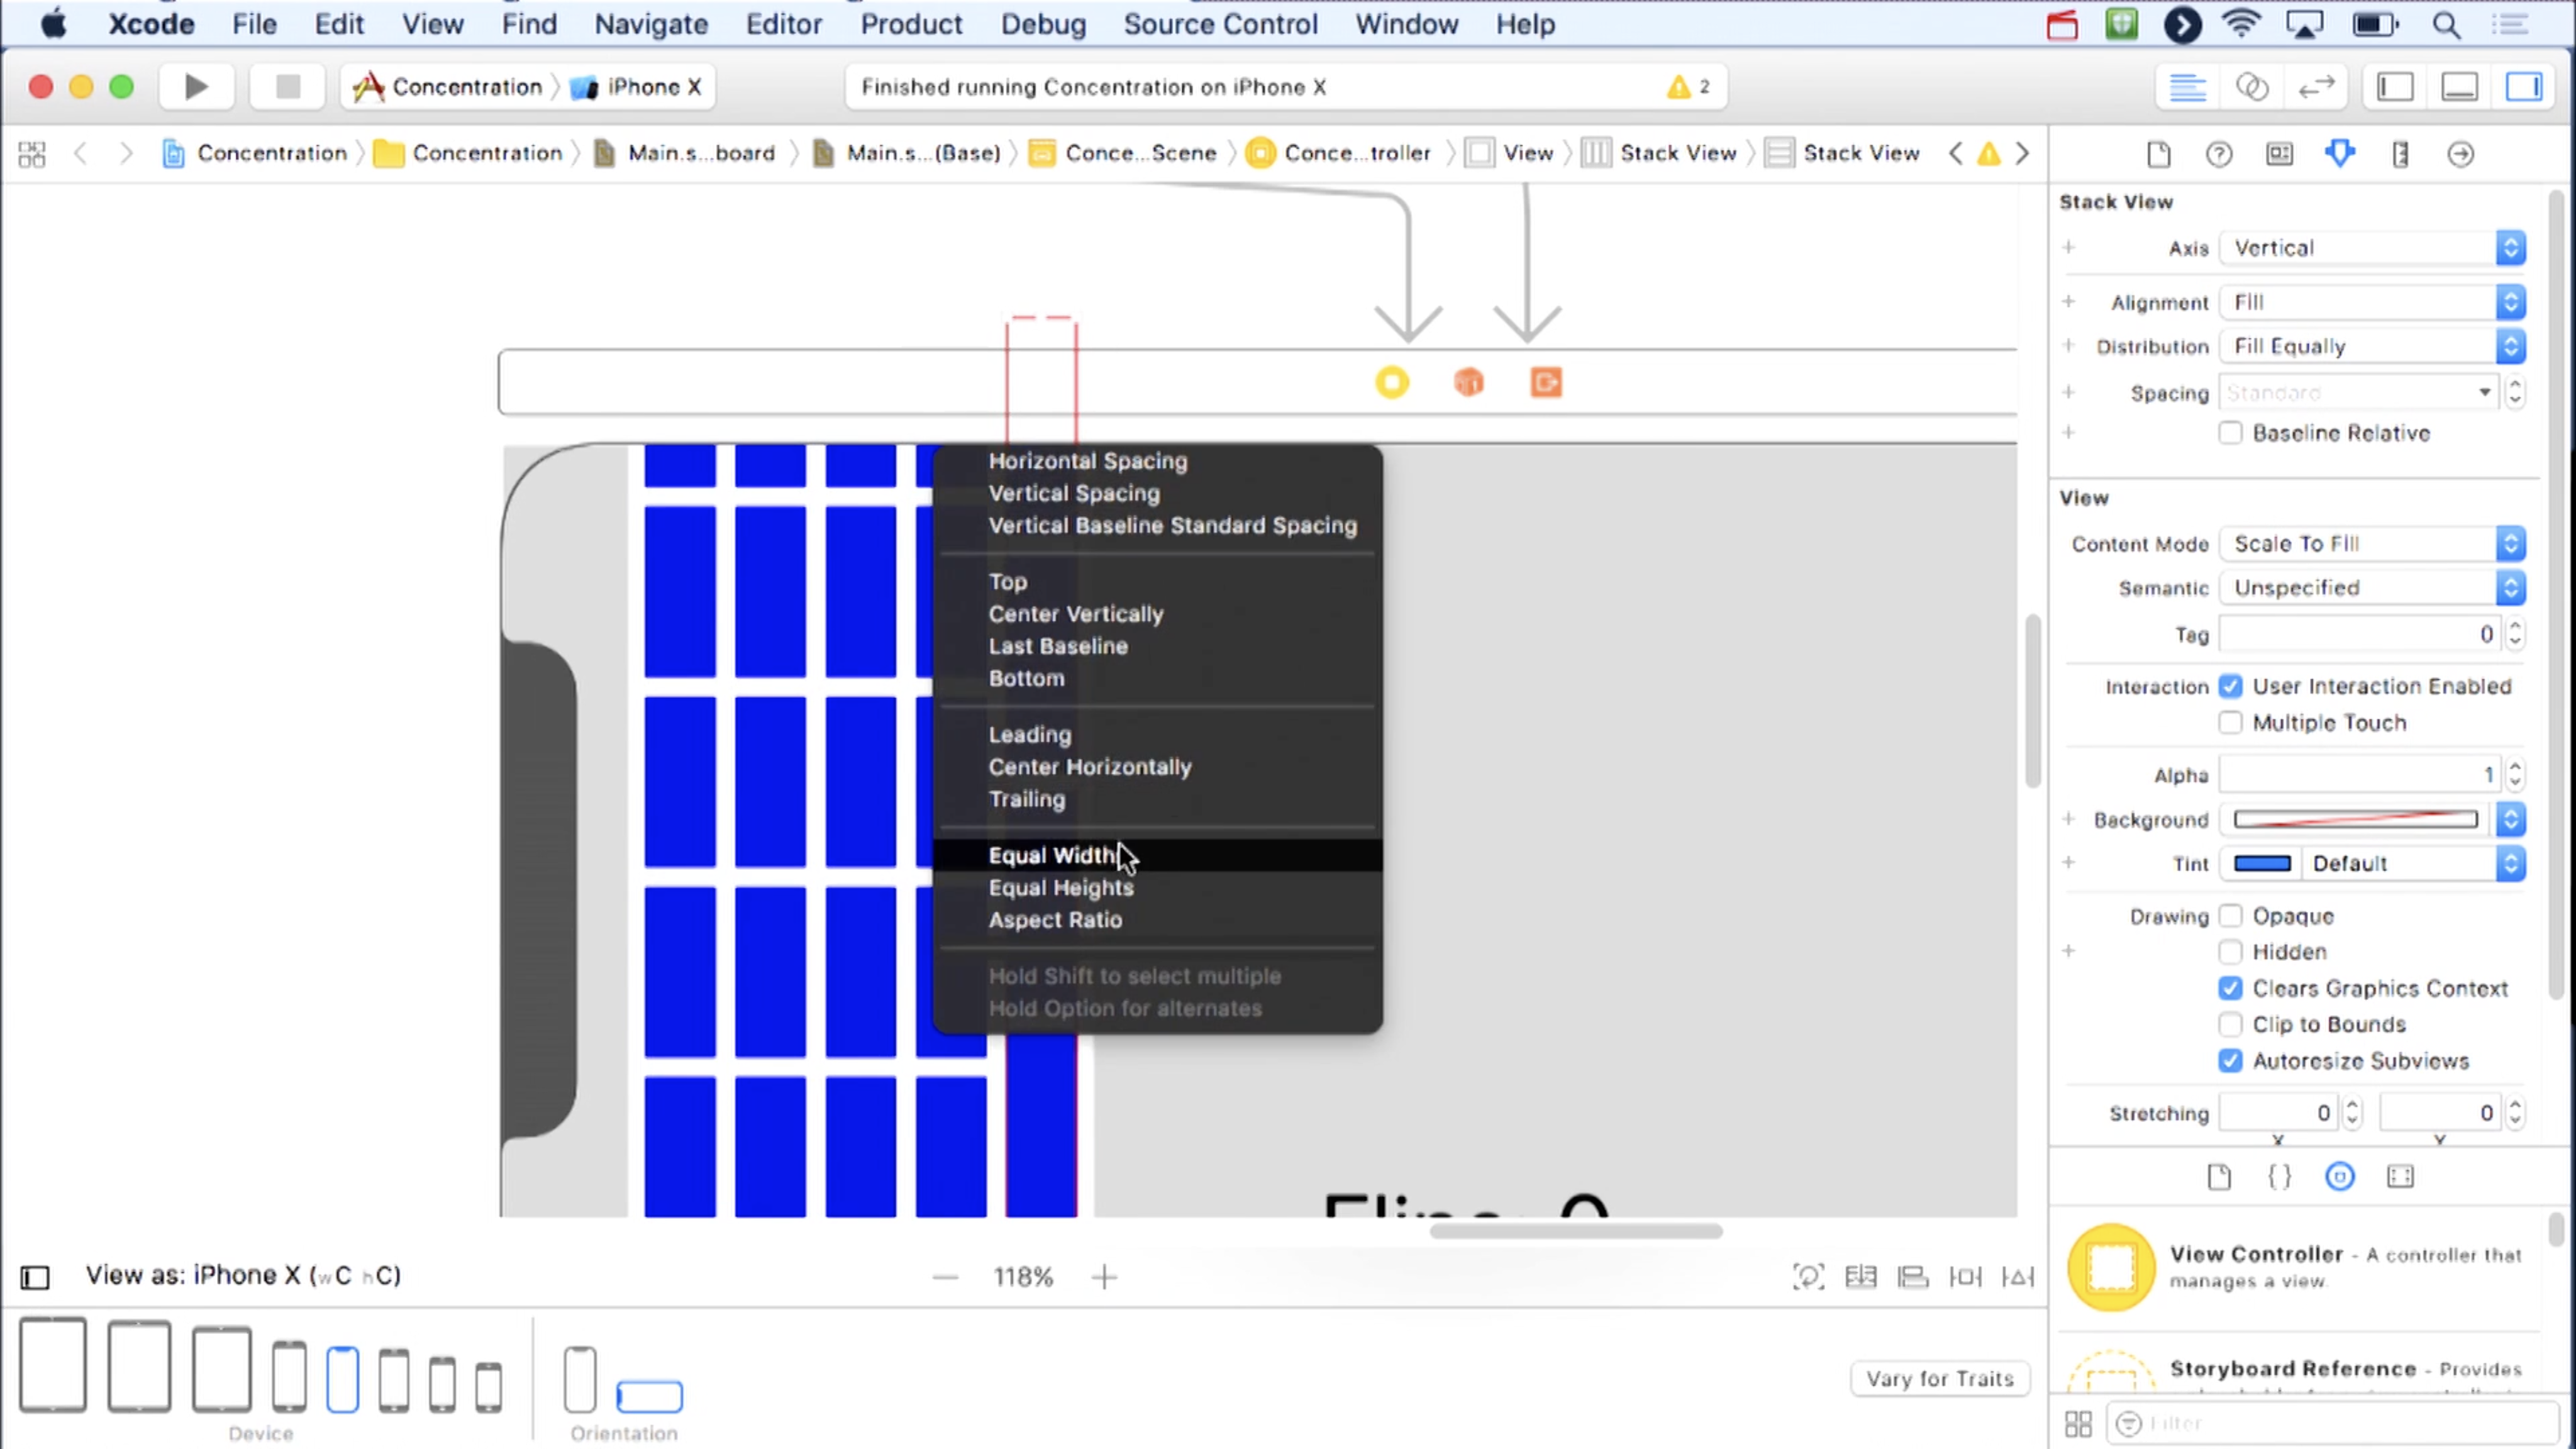 Xcode File Edit View Find Navigate Editor Product Debug Source Control Window Help
Concentration iPhone X
Finished running Concentration on iPhone X 2
Concentration Concentration Main.s...board Main.s...(Base) Conce...Scene Conce...troller View Stack View Stack View
Stack View
Axis Vertical
Alignment Fill
Distribution Fill Equally
Spacing Standard
Baseline Relative
View
Content Mode Scale To Fill
Semantic Unspecified
Tag 0
Interaction User Interaction Enabled
Multiple Touch
Alpha 1
Background
Tint Default
Drawing Opaque
Hidden
Clears Graphics Context
Clip to Bounds
Autoresize Subviews
Stretching 0 0
X Y
Horizontal Spacing
Vertical Spacing
Vertical Baseline Standard Spacing
Top
Center Vertically
Last Baseline
Bottom
Leading
Center Horizontally
Trailing
Equal Width
Equal Heights
Aspect Ratio
Hold Shift to select multiple
Hold Option for alternates
View as: iPhone X (wC hC)
118%
Device
Orientation
Vary for Traits
View Controller - A controller that
manages a view.
Storyboard Reference - Provides
Filter